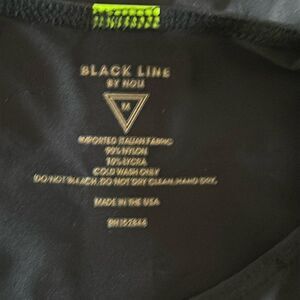 BLACK LINE
BY NOLI
M
IMPORTED ITALIAN FABRIC
90% NYLON
10% LYCRA
COLD WASH ONLY
DO NOT BLEACH, DO NOT DRY CLEAN, HAND DRY,
MADE IN THE USA